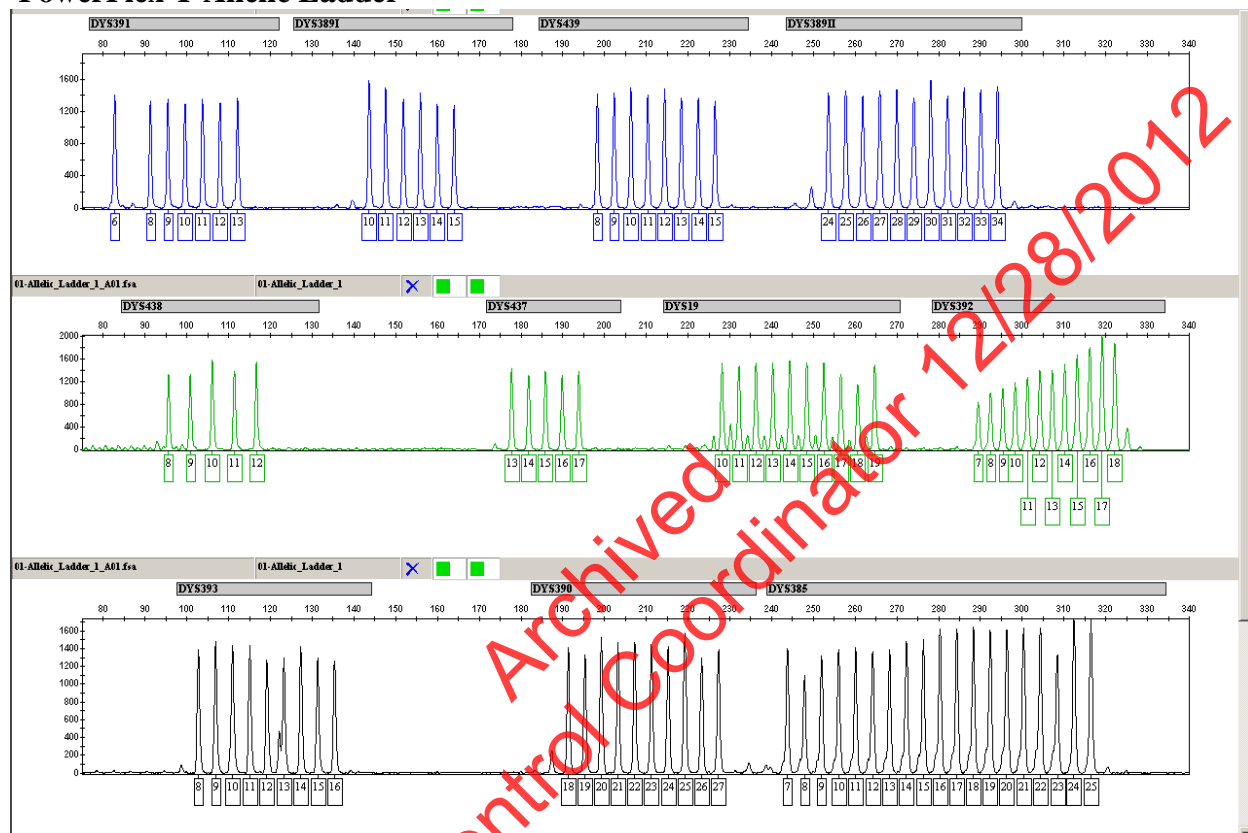 PowerPlex Y Allelic Ladder
DYS391 DYS389I DYS439 DYS389II
80 90 100 110 120 130 140 150 160 170 180 190 200 210 220 230 240 250 260 270 280 290 300 310 320 330 340
1600
1200
800
400
0
6 8 9 10 11 12 13 10 11 12 13 14 15 8 9 10 11 12 13 14 15 24 25 26 27 28 29 30 31 32 33 34
01-Allelic_Ladder_1_A01.fsa 01-Allelic_Ladder_1
DYS438 DYS437 DYS19 DYS392
80 90 100 110 120 130 140 150 160 170 180 190 200 210 220 230 240 250 260 270 280 290 300 310 320 330 340
2000
1600
1200
800
400
8 9 10 11 12 13 14 15 16 17 10 11 12 13 14 15 16 17 18 19 7 8 9 10 12 14 16 18
11 13 15 17
01-Allelic_Ladder_1_A01.fsa 01-Allelic_Ladder_1
DYS393 DYS390 DYS385
80 90 100 110 120 130 140 150 160 170 180 190 200 210 220 230 240 250 260 270 280 290 300 310 320 330 340
1600
1400
1200
1000
800
600
400
200
0
8 9 10 11 12 13 14 15 16 18 19 20 21 22 23 24 25 26 27 7 8 9 10 11 12 13 14 15 16 17 18 19 20 21 22 23 24 25
Archived
ontrol Coordinator 12/28/2012